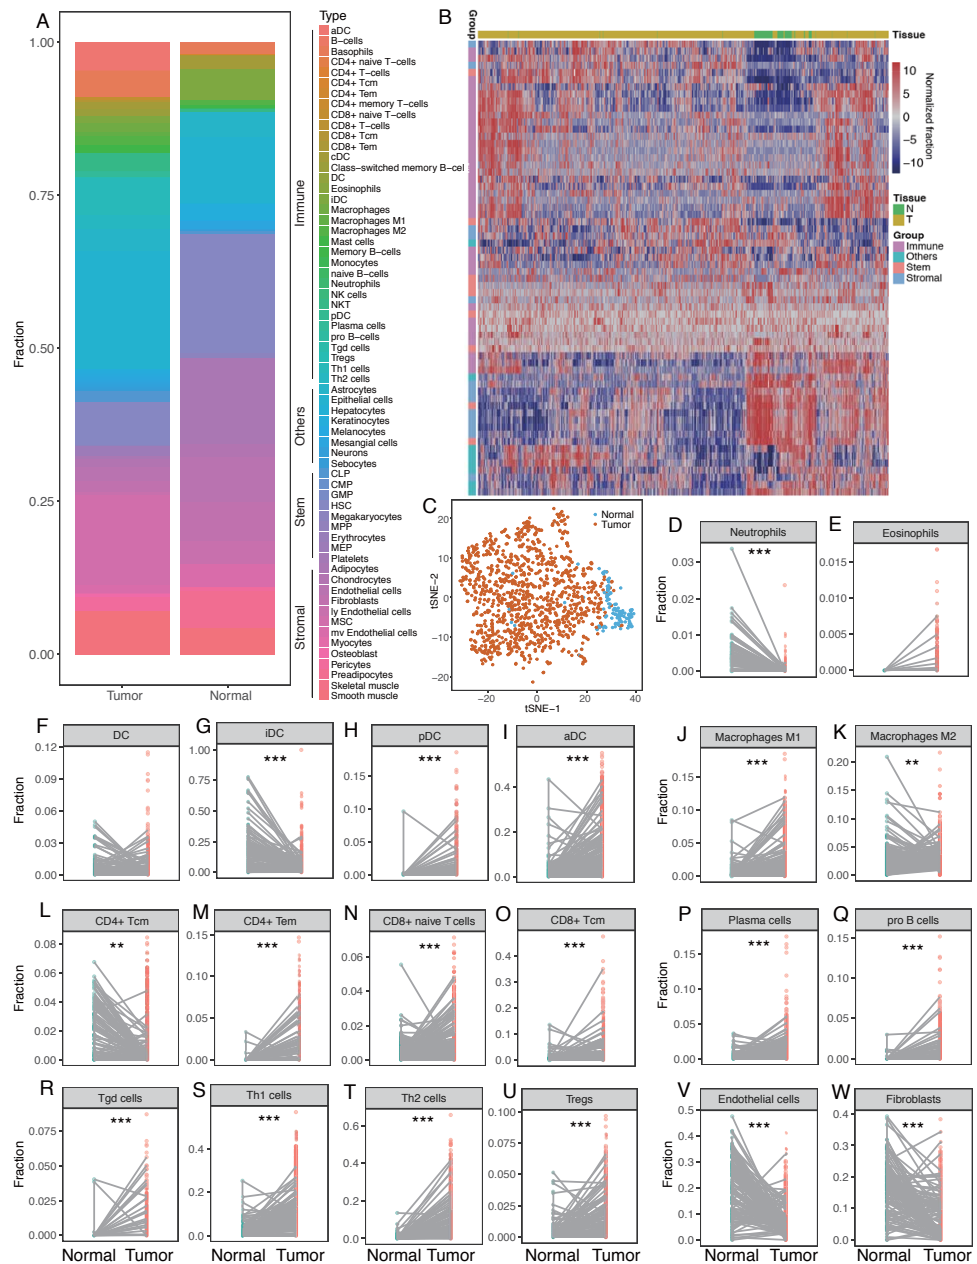 A
Fraction
1.00
0.75
0.50
0.25
0.00
Tumor
Normal
Type
aDC
B-cells
Basophils
CD4+ naive T-cells
CD4+ T-cells
CD4+ Tcm
CD4+ Tem
CD4+ memory T-cells
CD8+ naive T-cells
CD8+ T-cells
CD8+ Tcm
CD8+ Tem
cDC
Class-switched memory B-cel
DC
Eosinophils
iDC
Macrophages
Macrophages M1
Macrophages M2
Mast cells
Memory B-cells
Monocytes
naive B-cells
Neutrophils
NK cells
NKT
pDC
Plasma cells
pro B-cells
Tgd cells
Tregs
Th1 cells
Th2 cells
Astrocytes
Epithelial cells
Hepatocytes
Keratinocytes
Melanocytes
Mesangial cells
Neurons
Sebocytes
CLP
CMP
GMP
HSC
Megakaryocytes
MPP
Erythrocytes
MEP
Platelets
Adipocytes
Chondrocytes
Endothelial cells
Fibroblasts
ly Endothelial cells
MSC
mv Endothelial cells
Myocytes
Osteoblast
Pericytes
Preadipocytes
Skeletal muscle
Smooth muscle
Immune
Others
Stem
Stromal
B
Group
Tissue
10
5
0
−5
−10
Normalized fraction
Tissue
N
T
Group
Immune
Others
Stem
Stromal
C
Normal
Tumor
tSNE−2
20
10
0
−10
−20
−20
0
20
40
tSNE−1
D
Neutrophils
***
0.03
0.01
0.00
E
Eosinophils
0.015
0.010
0.005
0.000
F
DC
Fraction
0.12
0.09
0.06
0.03
0.00
G
iDC
***
1.00
0.75
0.50
0.25
0.00
H
pDC
***
0.15
0.10
0.05
0.00
I
aDC
***
0.4
0.2
0.0
J
Macrophages M1
***
Fraction
0.15
0.10
0.05
0.00
K
Macrophages M2
**
0.20
0.15
0.10
0.05
0.00
L
CD4+ Tcm
**
Fraction
0.08
0.06
0.04
0.02
0.00
M
CD4+ Tem
***
0.15
0.10
0.05
0.00
N
CD8+ naive T cells
***
0.06
0.04
0.02
0.00
O
CD8+ Tcm
***
0.5
0.4
0.3
0.2
0.1
0.0
P
Plasma cells
***
Fraction
0.15
0.10
0.05
0.00
Q
pro B cells
***
0.15
0.10
0.05
0.00
R
Tgd cells
***
Fraction
0.075
0.050
0.025
0.000
Normal Tumor
S
Th1 cells
***
0.4
0.2
0.0
Normal Tumor
T
Th2 cells
***
0.6
0.4
0.2
0.0
Normal Tumor
U
Tregs
***
0.100
0.075
0.050
0.025
0.000
Normal Tumor
V
Endothelial cells
***
Fraction
0.5
0.4
0.3
0.2
0.1
0.0
Normal Tumor
W
Fibroblasts
***
0.4
0.3
0.2
0.1
0.0
Normal Tumor